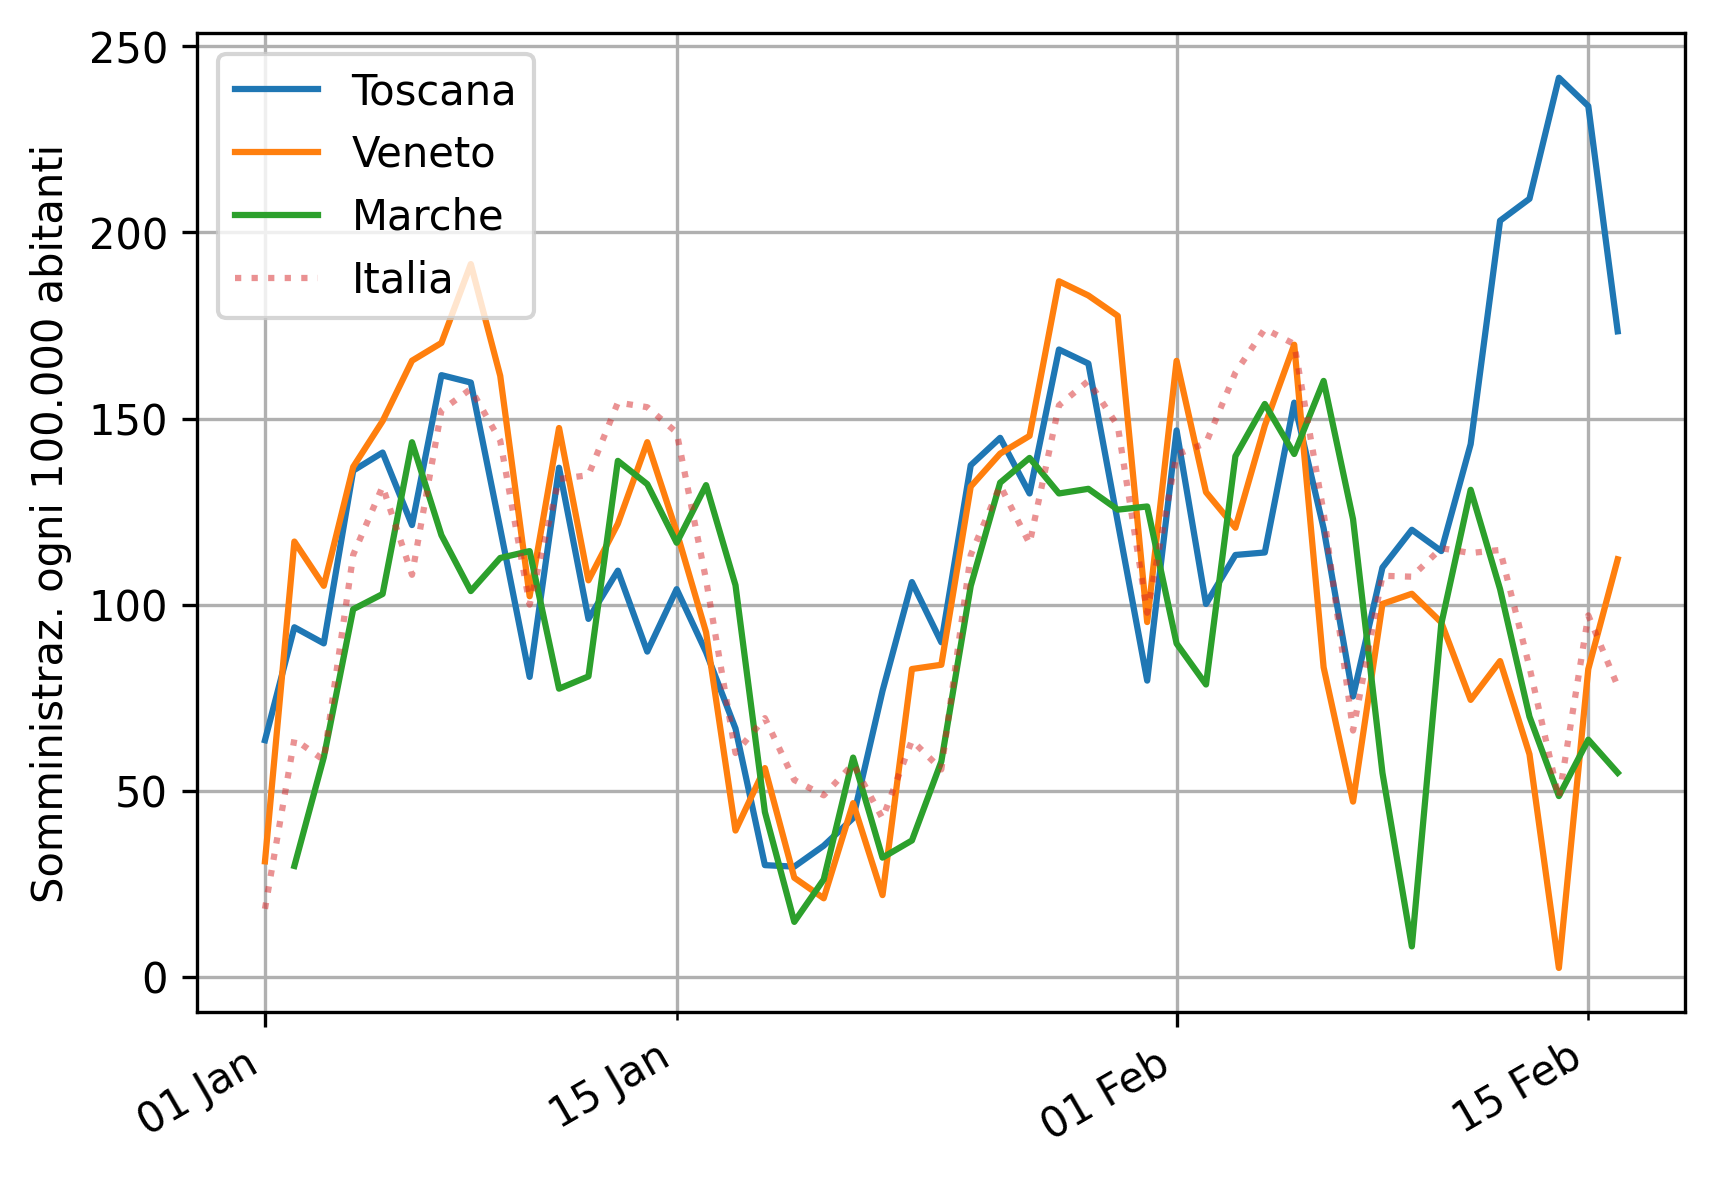 Somministraz. ogni 100.000 abitanti
250
200
150
100
50
0
Toscana
Veneto
Marche
Italia
01 Jan
15 Jan
01 Feb
15 Feb